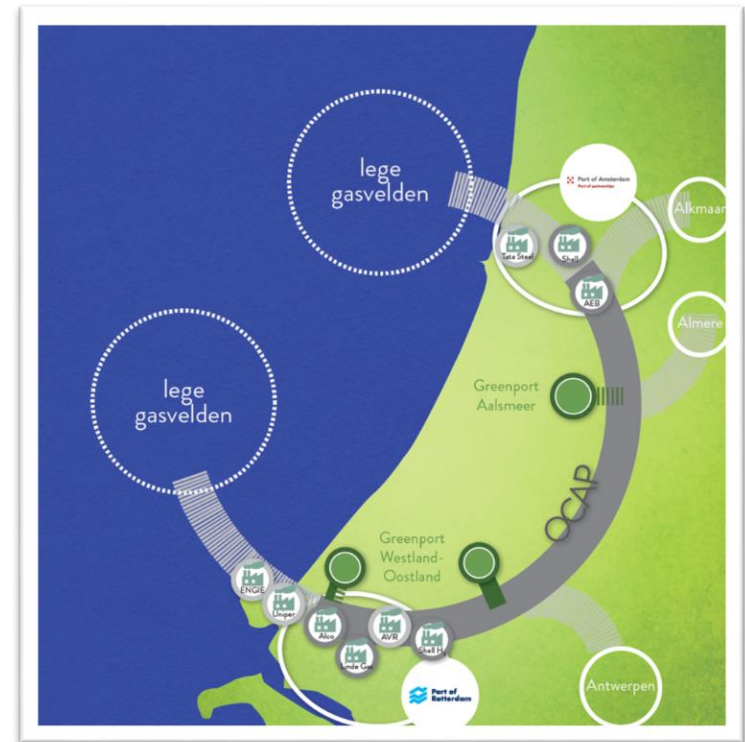 lege
gasvelden
Port of Amsterdam
Port of partnerships
Alkmaar
Tata Steel
Shell
AEB
Almere
lege
gasvelden
Greenport
Aalsmeer
OCAP
Greenport
Westland-
Oostland
ENGIE
Uniper
Alco
AVR
Shell H2
Linde Gas
Port of
Rotterdam
Antwerpen